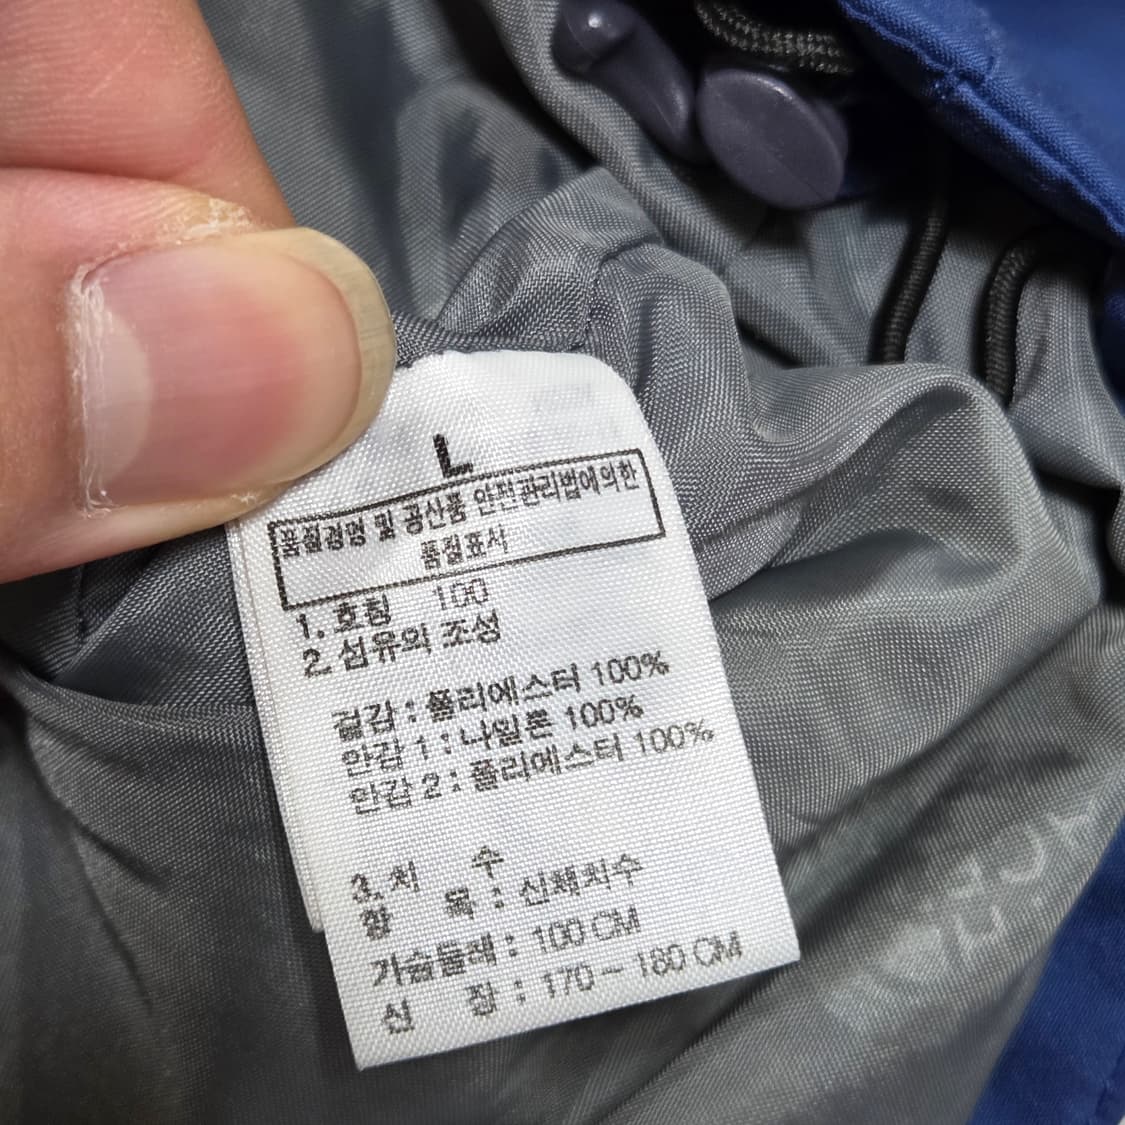 L
품질경영 및 공산품 안전관리법에의한
품질표시
1. 호칭 100
2. 섬유의 조성
겉감 : 폴리에스터 100%
안감 1 : 나일론 100%
안감 2 : 폴리에스터 100%
3. 치 수
항 목 : 신체치수
가슴둘레 : 100 CM
신 장 : 170 ~ 180 CM